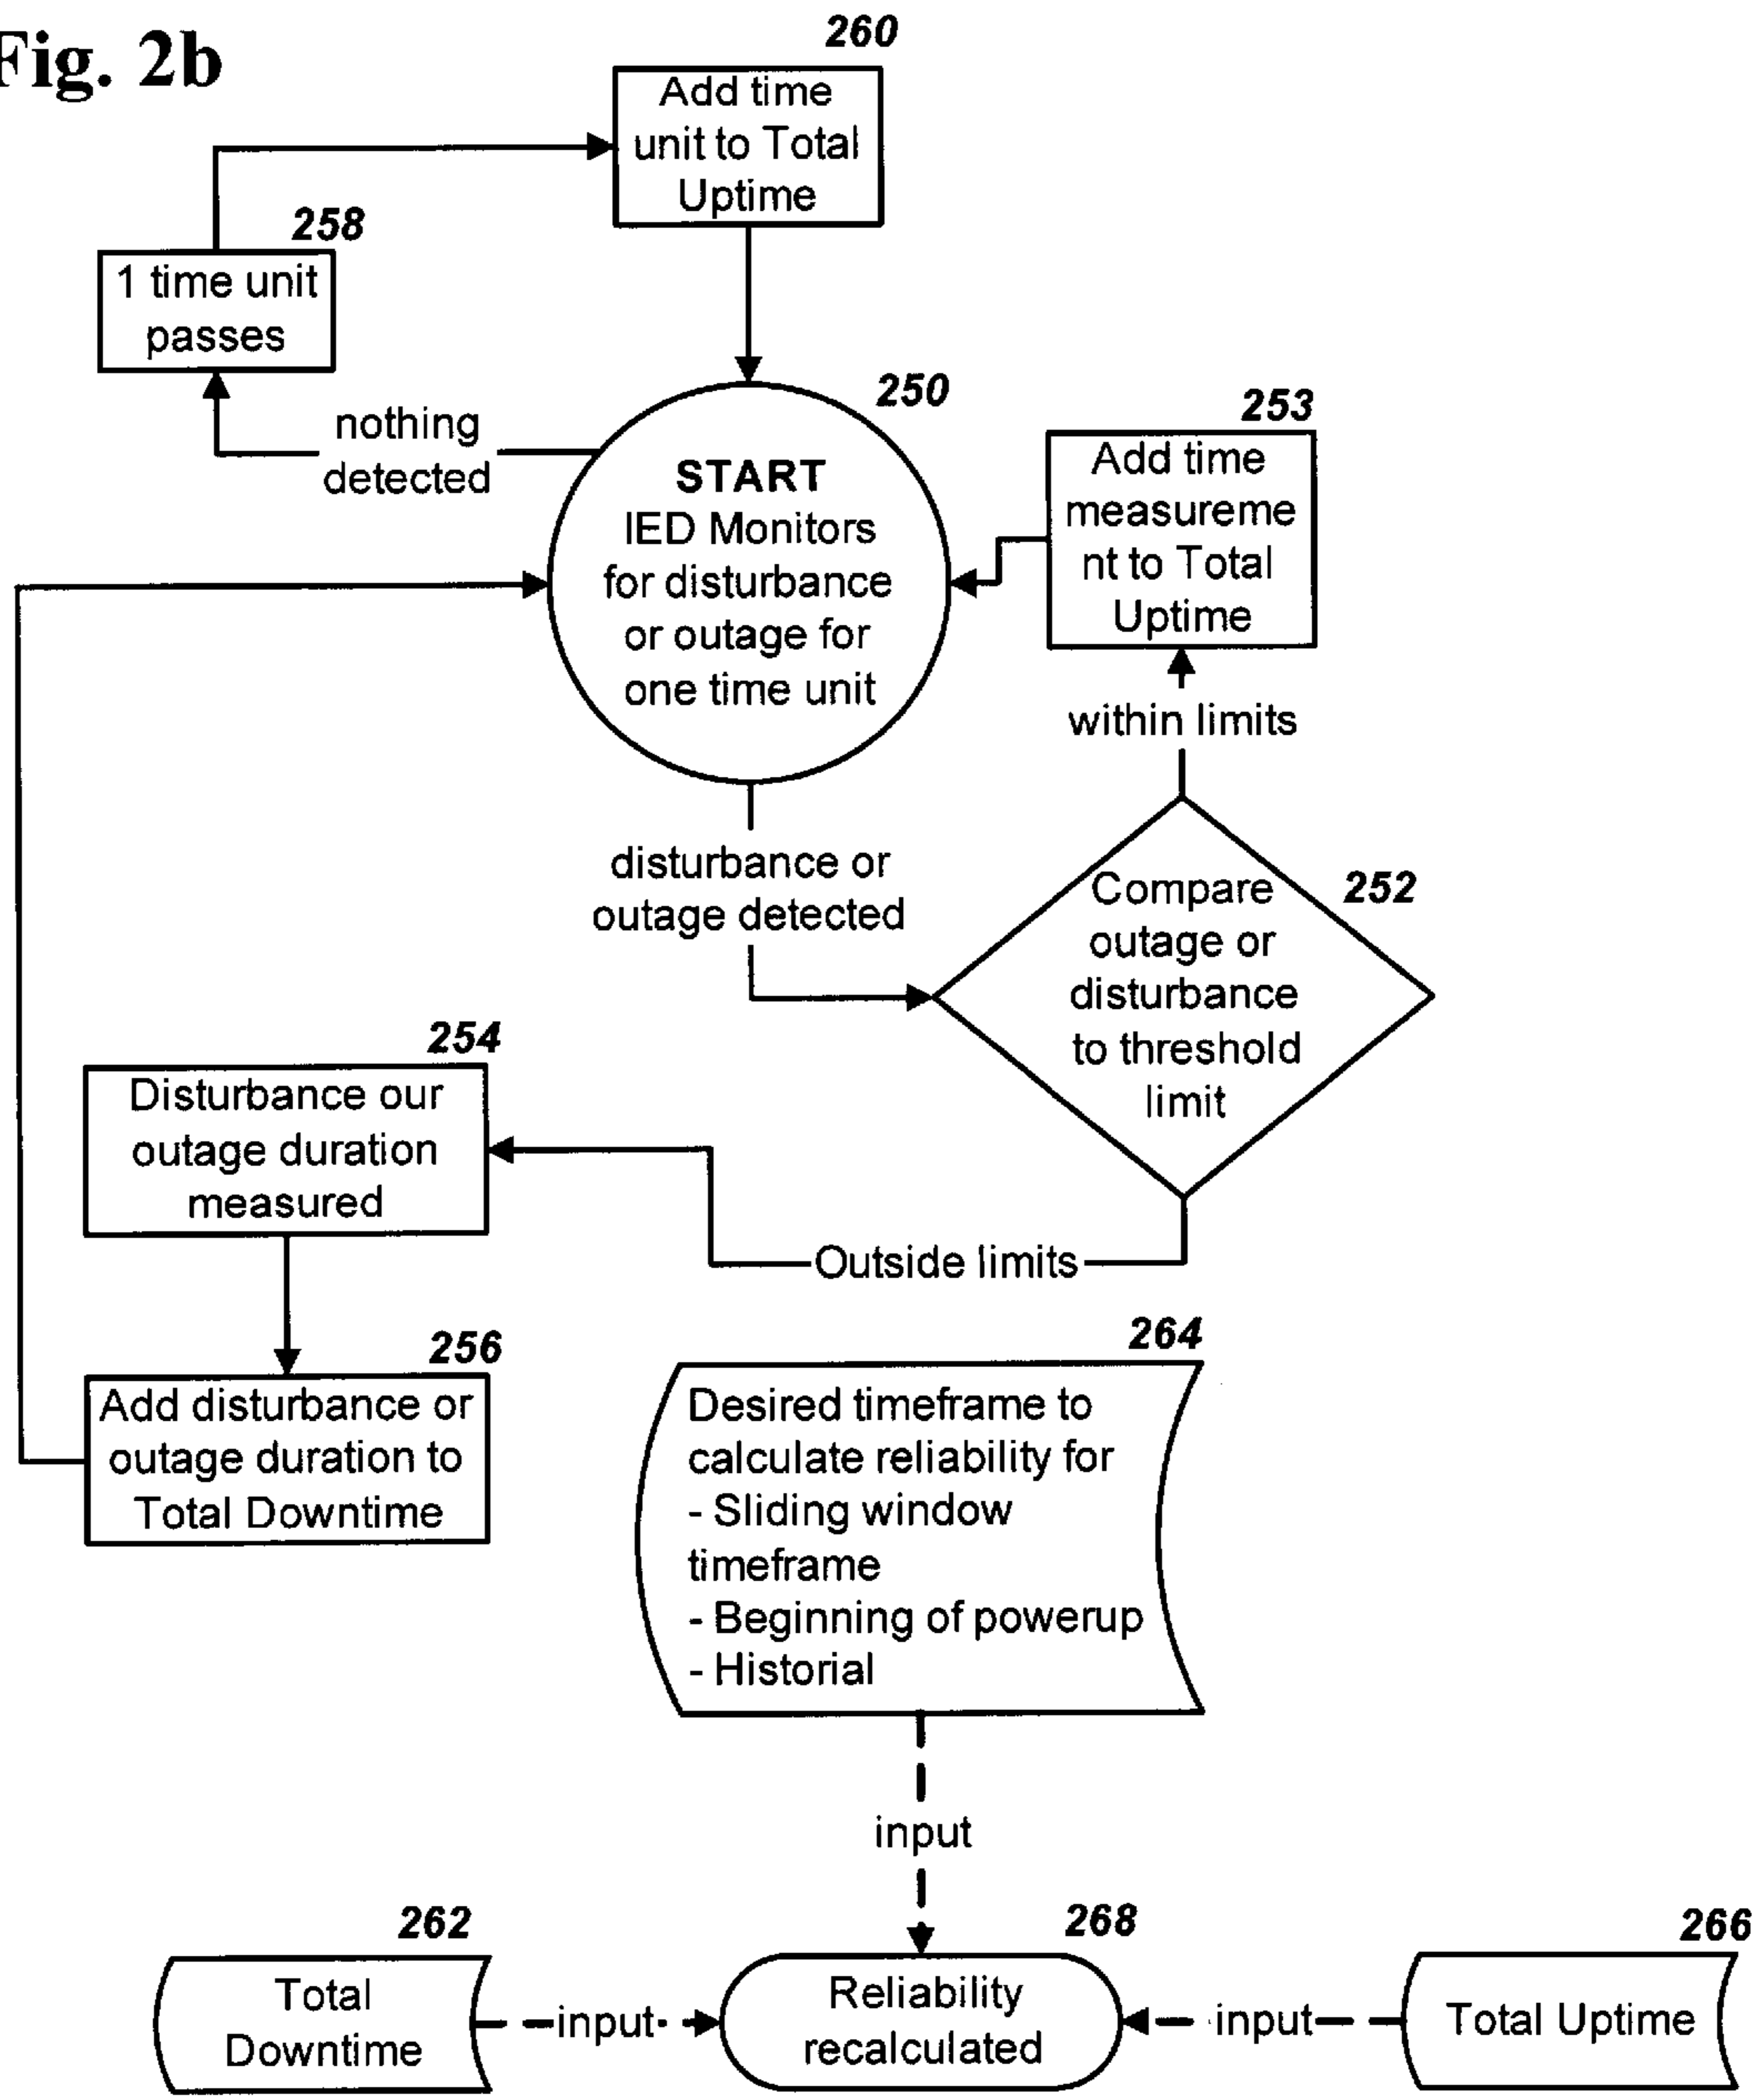 Fig. 2b
260
Add time
unit to Total
Uptime
258
1 time unit
passes
nothing
detected
250
START
IED Monitors
for disturbance
or outage for
one time unit
253
Add time
measureme
nt to Total
Uptime
within limits
disturbance or
outage detected
252
Compare
outage or
disturbance
to threshold
limit
254
Disturbance our
outage duration
measured
Outside limits
256
Add disturbance or
outage duration to
Total Downtime
264
Desired timeframe to
calculate reliability for
- Sliding window
timeframe
- Beginning of powerup
- Historial
input
262
Total
Downtime
input
268
Reliability
recalculated
input
266
Total Uptime